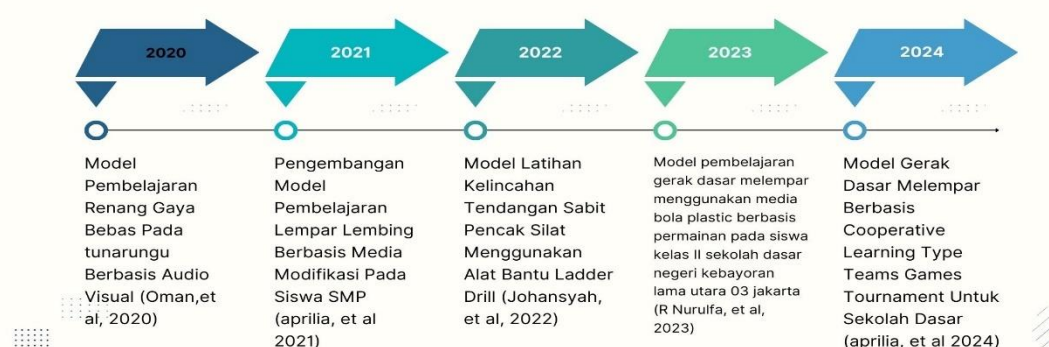 2020
2021
2022
2023
2024
Model
Pembelajaran
Renang Gaya
Bebas Pada
tunarungu
Berbasis Audio
Visual (Oman,et
al, 2020)
Pengembangan
Model
Pembelajaran
Lempar Lembing
Berbasis Media
Modifikasi Pada
Siswa SMP
(aprilia, et al
2021)
Model Latihan
Kelincahan
Tendangan Sabit
Pencak Silat
Menggunakan
Alat Bantu Ladder
Drill (Johansyah,
et al, 2022)
Model pembelajaran
gerak dasar melempar
menggunakan media
bola plastic berbasis
permainan pada siswa
kelas II sekolah dasar
negeri kebayoran
lama utara 03 jakarta
(R Nurulfa, et al,
2023)
Model Gerak
Dasar Melempar
Berbasis
Cooperative
Learning Type
Teams Games
Tournament Untuk
Sekolah Dasar
(aprilia, et al 2024)